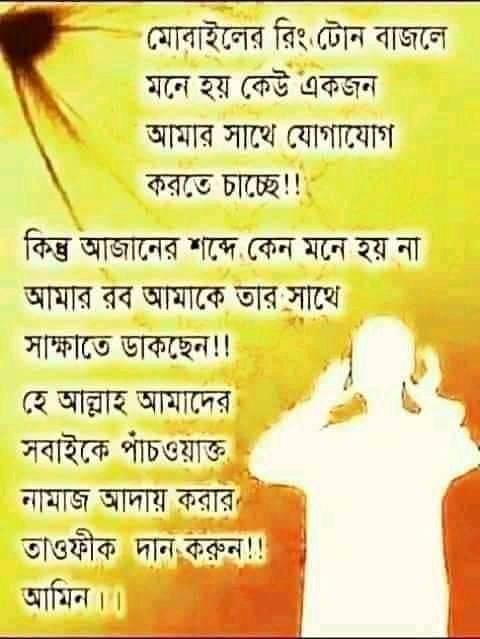 মোবাইলের রিংটোন বাজলে
মনে হয় কেউ একজন
আমার সাথে যোগাযোগ
করতে চাচ্ছে!!
কিন্তু আজানের শব্দে কেন মনে হয় না
আমার রব আমাকে তার সাথে
সাক্ষাতে ডাকছেন!!
হে আল্লাহ আমাদের
সবাইকে পাঁচওয়াক্ত
নামাজ আদায় করার
তাওফীক দান করুন!!
আমিন।।